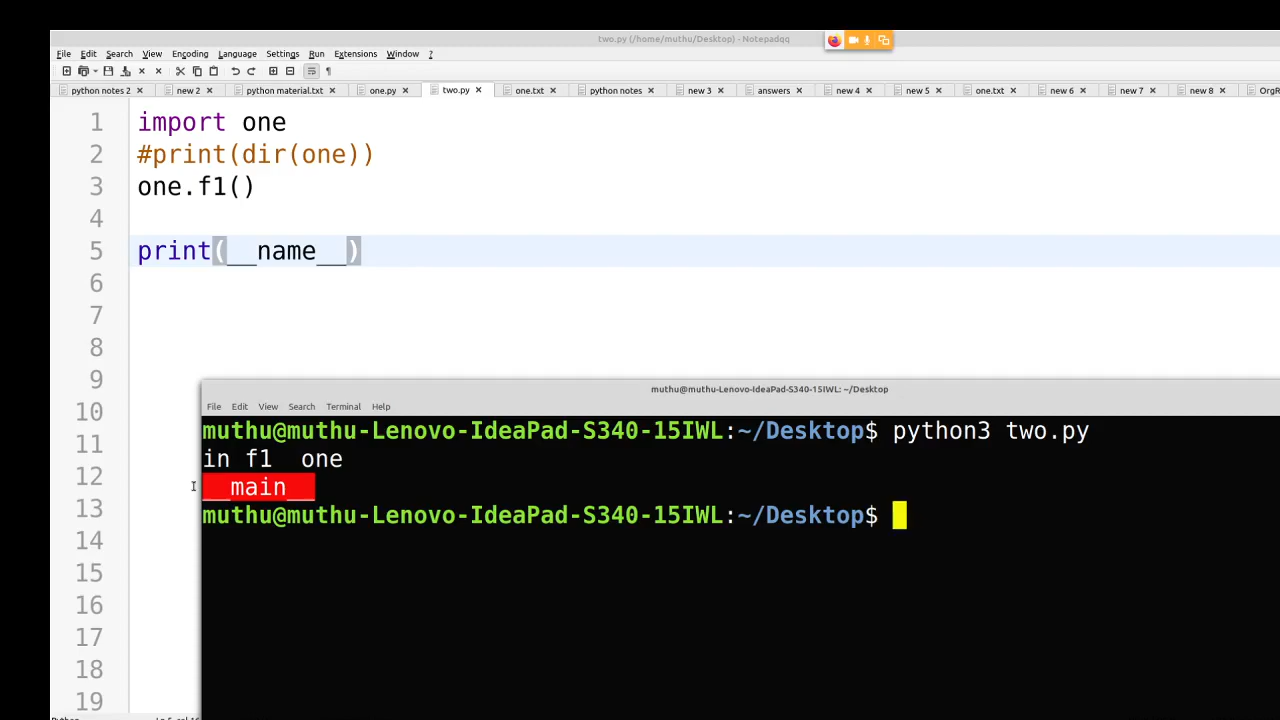 two.py (/home/muthu/Desktop) - Notepadqq
File Edit Search View Encoding Language Settings Run Extensions Window ?
python notes 2 new 2 python material.txt one.py two.py one.txt python notes new 3 answers new 4 new 5 one.txt new 6 new 7 new 8 OrgR
1 import one
2 #print(dir(one))
3 one.f1()
4
5 print(__name__)
6
7
8
9
10
11
12
13
14
15
16
17
18
19
muthu@muthu-Lenovo-IdeaPad-S340-15IWL: ~/Desktop
File Edit View Search Terminal Help
muthu@muthu-Lenovo-IdeaPad-S340-15IWL:~/Desktop$ python3 two.py
in f1  one
__main__
muthu@muthu-Lenovo-IdeaPad-S340-15IWL:~/Desktop$